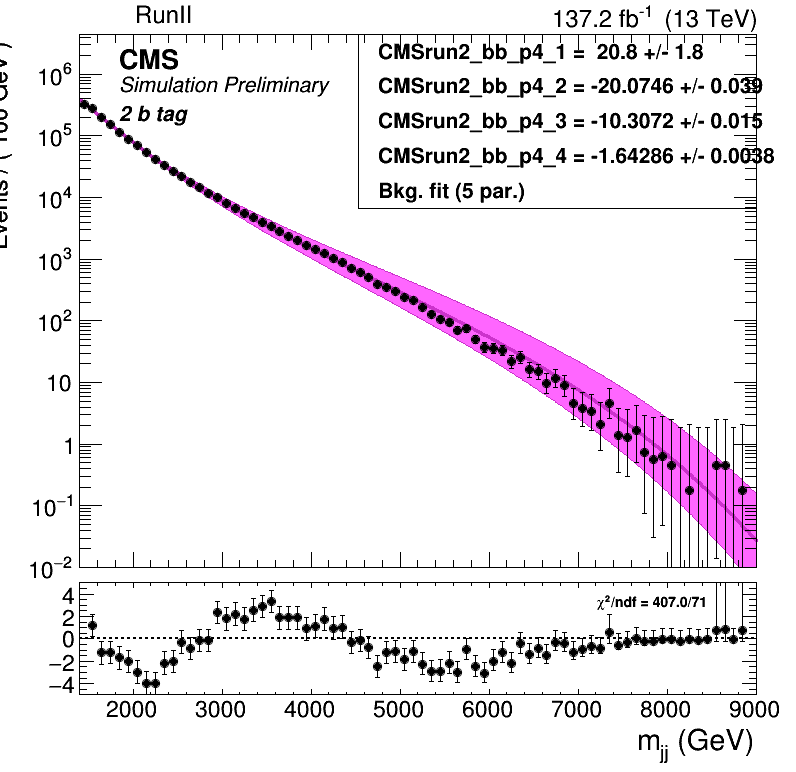 RunII
137.2 fb⁻¹ (13 TeV)
CMS
Simulation Preliminary
2 b tag
CMSrun2_bb_p4_1 = 20.8 +/- 1.8
CMSrun2_bb_p4_2 = -20.0746 +/- 0.039
CMSrun2_bb_p4_3 = -10.3072 +/- 0.015
CMSrun2_bb_p4_4 = -1.64286 +/- 0.0038
Bkg. fit (5 par.)
Events / ( 100 GeV )
10⁶
10⁵
10⁴
10³
10²
10
1
10⁻¹
10⁻²
χ²/ndf = 407.0/71
4
2
0
−2
−4
2000 3000 4000 5000 6000 7000 8000 9000
m_jj (GeV)